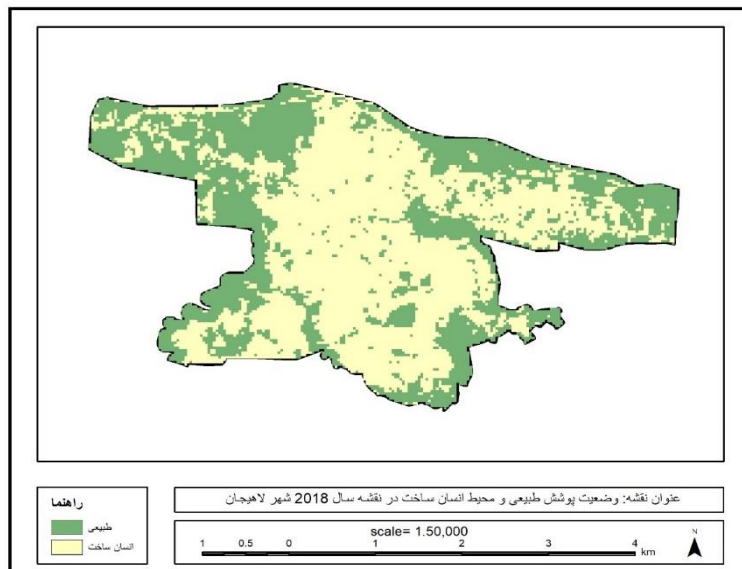 راهنما
طبیعی
انسان ساخت
عنوان نقشه: وضعیت پوشش طبیعی و محیط انسان ساخت در نقشه سال 2018 شهر لاهیجان
scale= 1.50,000
1 0.5 0 1 2 3 4
km
N